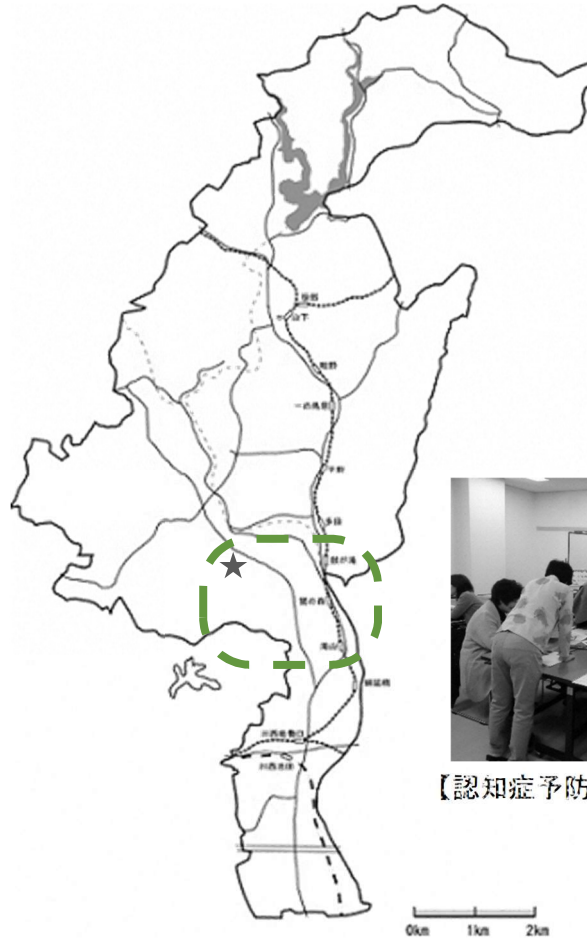 山下
畦野
一の鳥居
平野
多田
鼓が滝
鶯の森
滝山
絹延橋
川西能勢口
川西池田
【認知症予防
0km 1km 2km